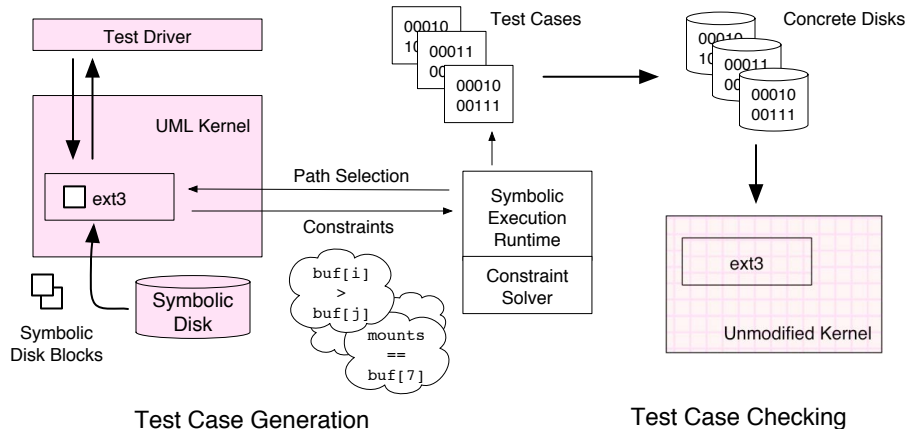 Test Driver
UML Kernel
ext3
Symbolic
Disk Blocks
Symbolic
Disk
Test Case Generation
Path Selection
Constraints
buf[i]
>
buf[j]
mounts
==
buf[7]
Symbolic
Execution
Runtime
Constraint
Solver
Test Cases
00010
10
00011
00
00010
00111
Concrete Disks
00010
10
00011
00
00010
00111
ext3
Unmodified Kernel
Test Case Checking